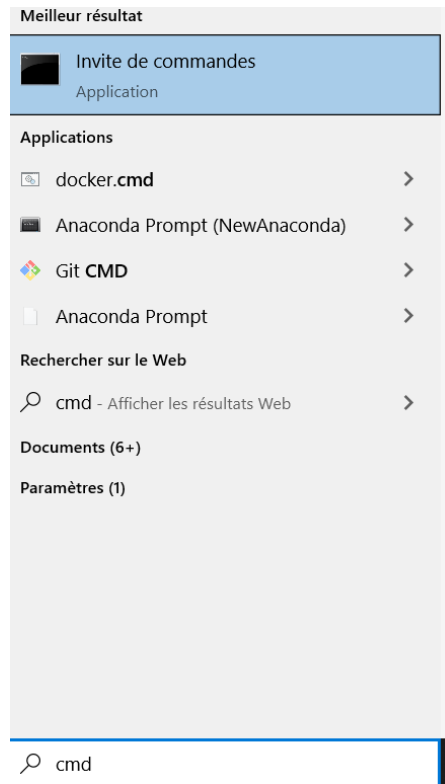 Meilleur résultat
Invite de commandes
Application
Applications
docker.cmd
Anaconda Prompt (NewAnaconda)
Git CMD
Anaconda Prompt
Rechercher sur le Web
cmd - Afficher les résultats Web
Documents (6+)
Paramètres (1)
cmd